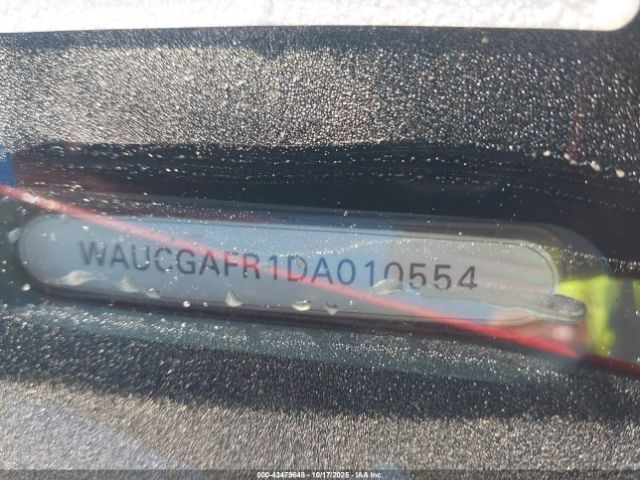 WAUCGAFR1DA010554
000-43479648 - 10/17/2025 - IAA Inc.